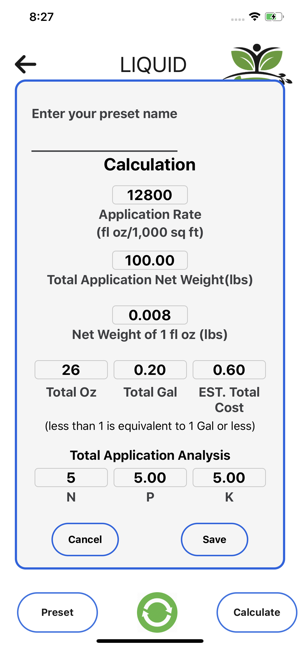 8:27
LIQUID
Enter your preset name
Calculation
12800
Application Rate
(fl oz/1,000 sq ft)
100.00
Total Application Net Weight(lbs)
0.008
Net Weight of 1 fl oz (lbs)
26 0.20 0.60
Total Oz Total Gal EST. Total
Cost
(less than 1 is equivalent to 1 Gal or less)
Total Application Analysis
5 5.00 5.00
N P K
Cancel Save
Preset Calculate